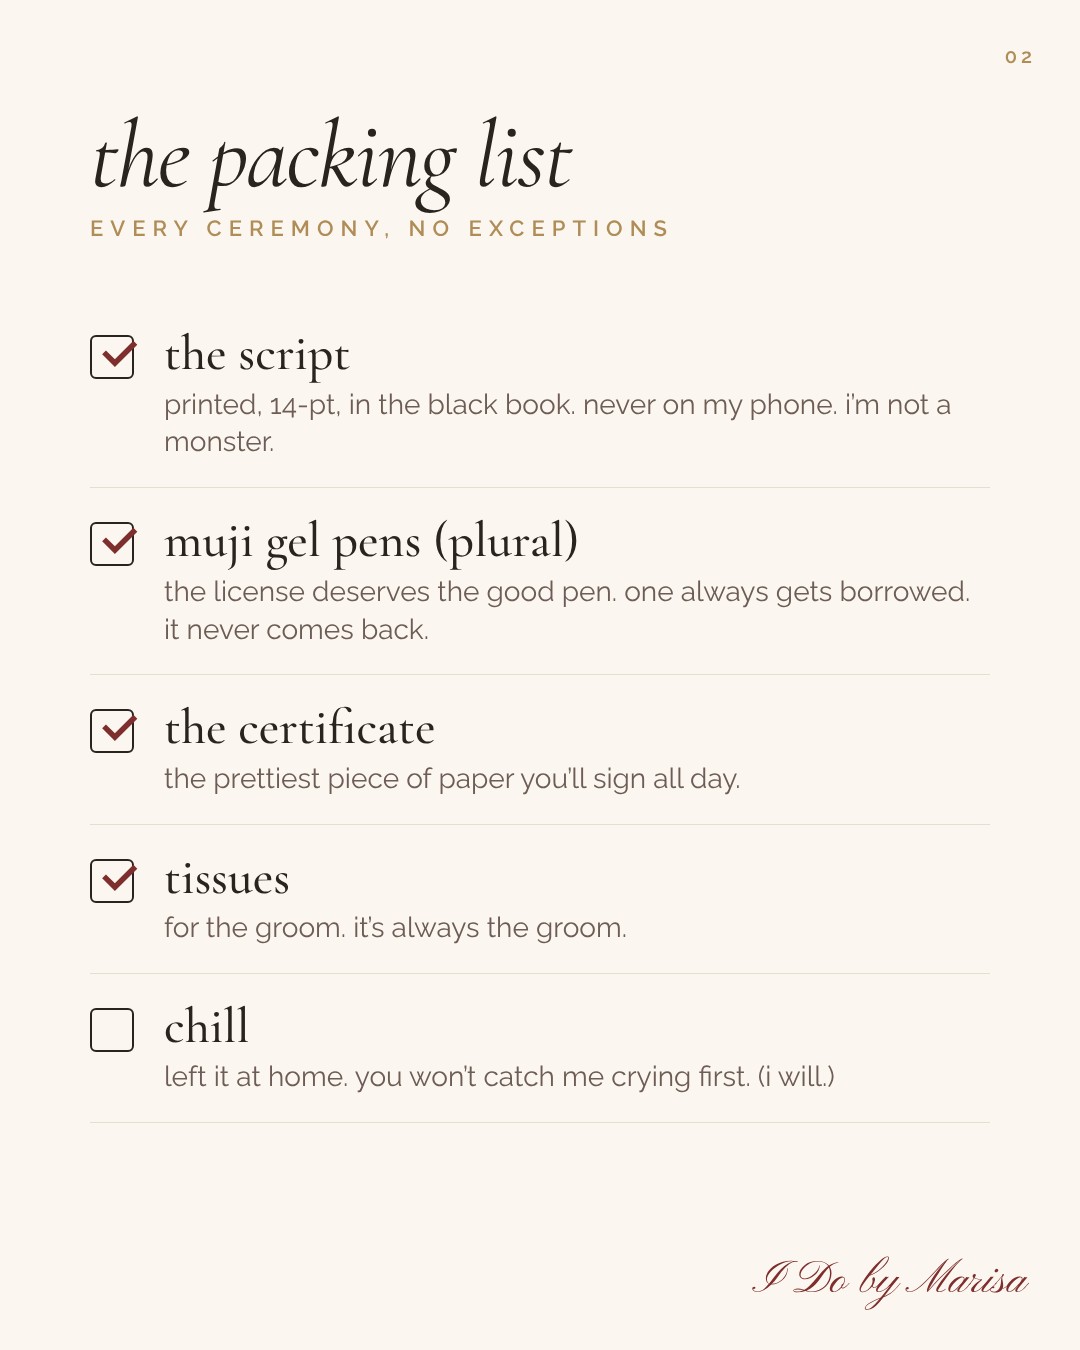 02
the packing list
EVERY CEREMONY, NO EXCEPTIONS
the script
printed, 14-pt, in the black book. never on my phone. i’m not a
monster.
muji gel pens (plural)
the license deserves the good pen. one always gets borrowed.
it never comes back.
the certificate
the prettiest piece of paper you’ll sign all day.
tissues
for the groom. it’s always the groom.
chill
left it at home. you won’t catch me crying first. (i will.)
I Do by Marisa